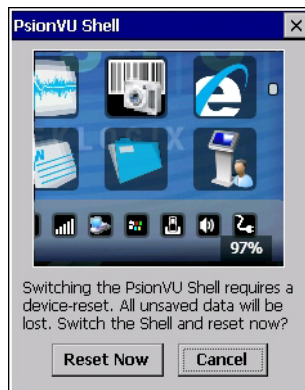 PsionVU Shell
97%
Switching the PsionVU Shell requires a
device-reset. All unsaved data will be
lost. Switch the Shell and reset now?
Reset Now Cancel